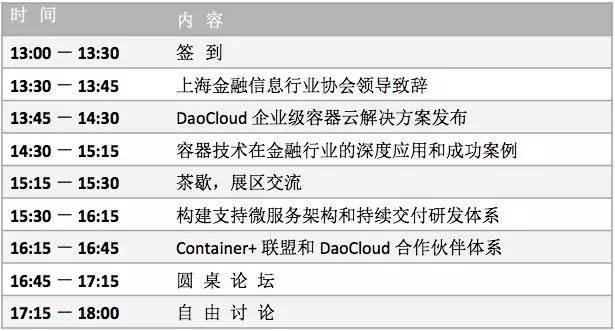 时 间 内 容
13:00 — 13:30 签 到
13:30 — 13:45 上海金融信息行业协会领导致辞
13:45 — 14:30 DaoCloud 企业级容器云解决方案发布
14:30 — 15:15 容器技术在金融行业的深度应用和成功案例
15:15 — 15:30 茶歇，展区交流
15:30 — 16:15 构建支持微服务架构和持续交付研发体系
16:15 — 16:45 Container+ 联盟和 DaoCloud 合作伙伴体系
16:45 — 17:15 圆 桌 论 坛
17:15 — 18:00 自 由 讨 论